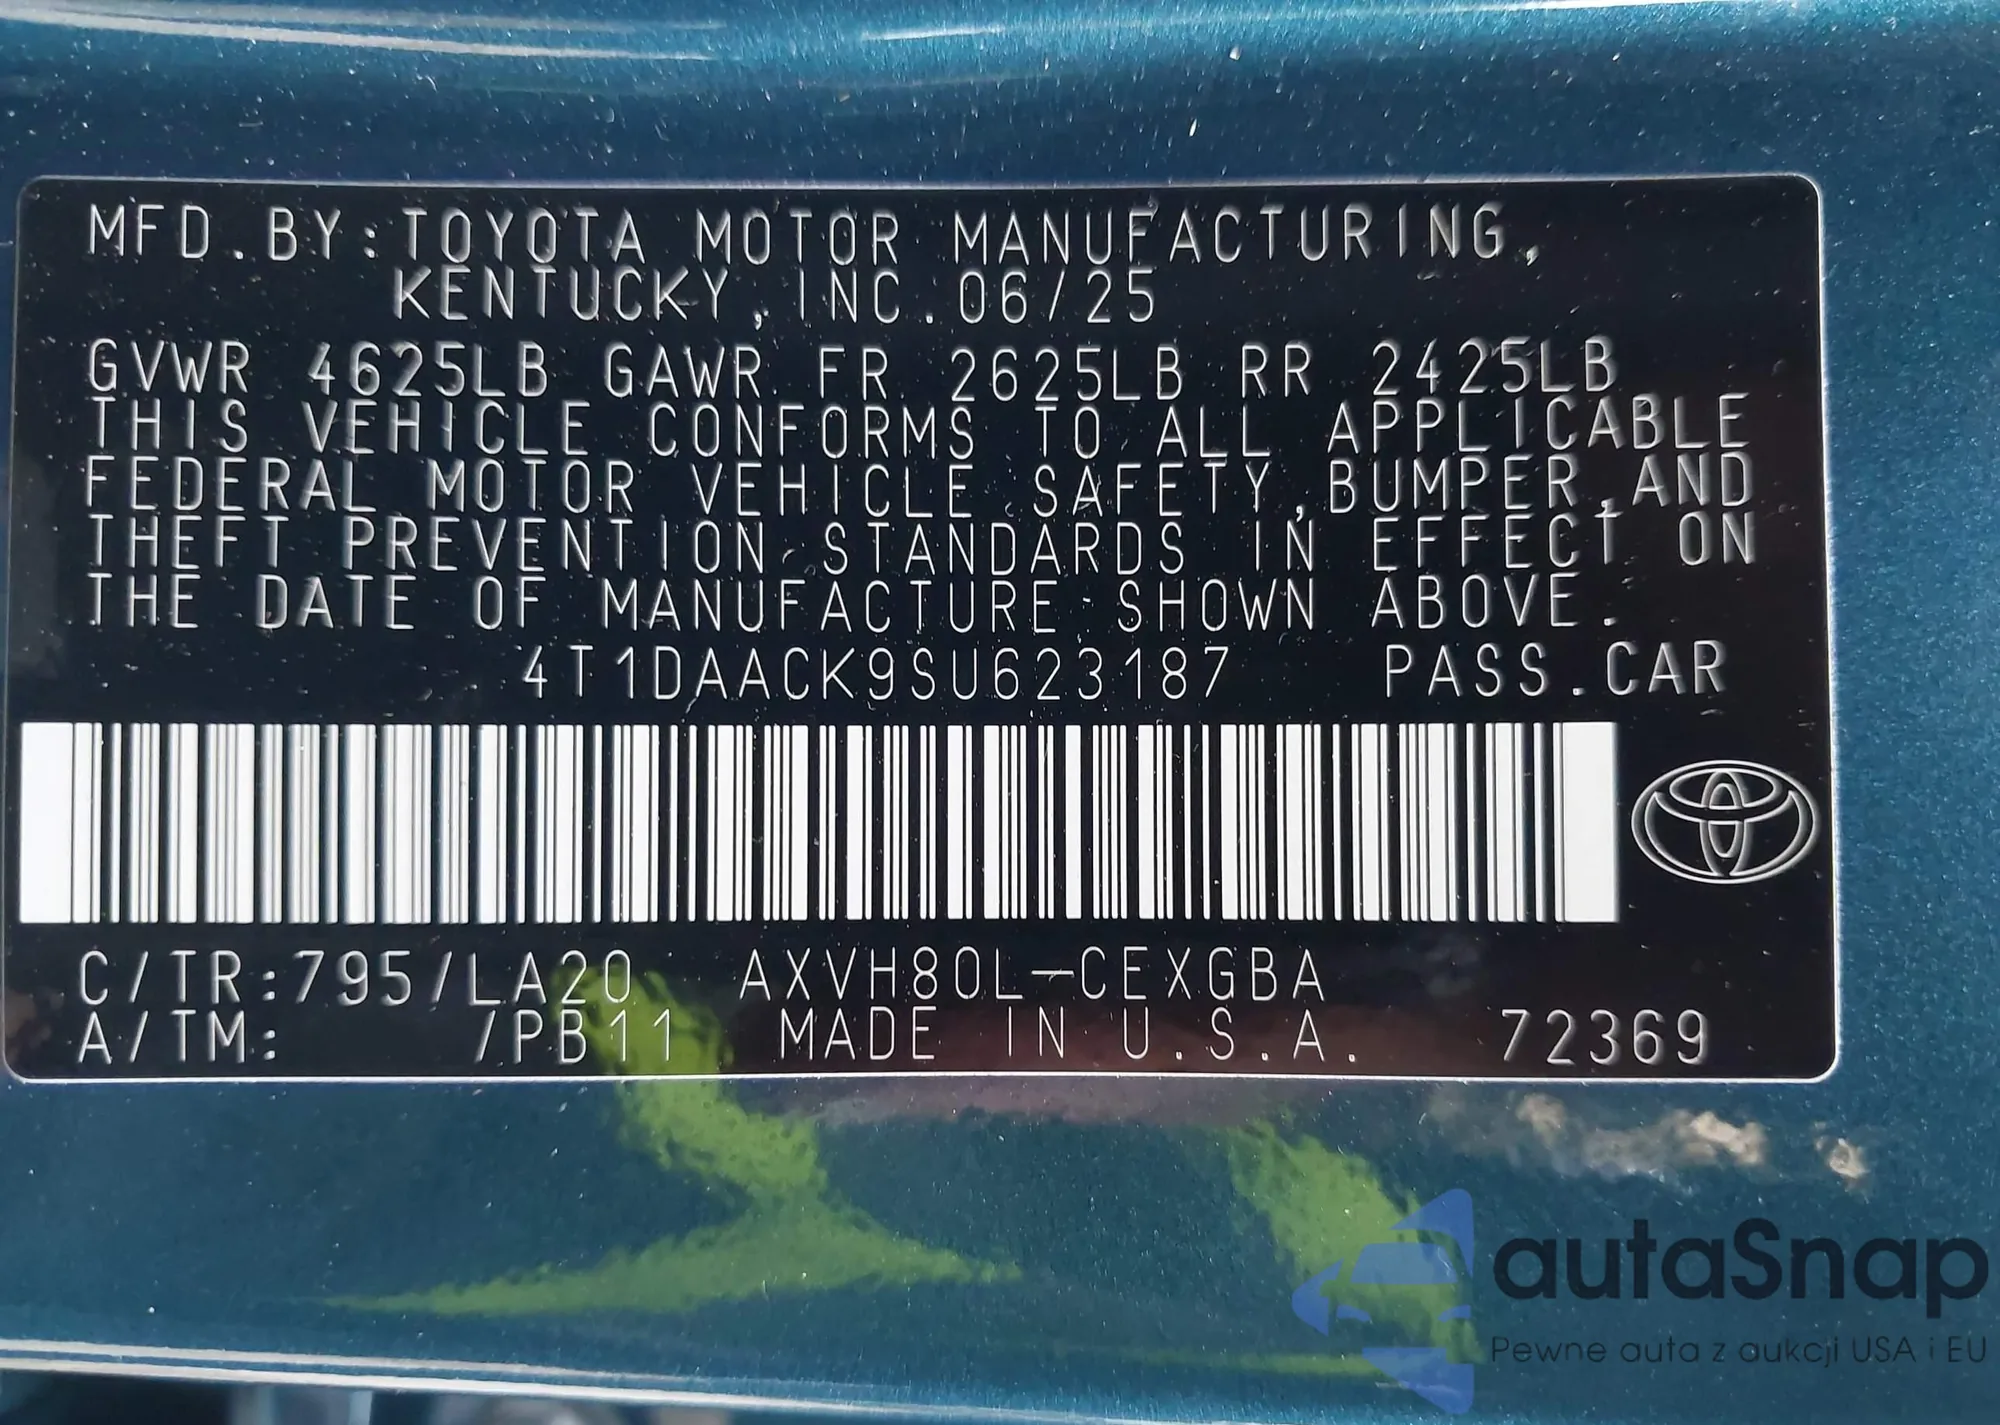 MFD.BY:TOYOTA MOTOR MANUFACTURING,
KENTUCKY,INC.06/25
GVWR 4625LB GAWR FR 2625LB RR 2425LB
THIS VEHICLE CONFORMS TO ALL APPLICABLE
FEDERAL MOTOR VEHICLE SAFETY,BUMPER,AND
THEFT PREVENTION STANDARDS IN EFFECT ON
THE DATE OF MANUFACTURE SHOWN ABOVE.
4T1DAACK9SU623187 PASS.CAR
C/TR:795/LA20 AXVH80L-CEXGBA
A/TM: /PB11 MADE IN U.S.A. 72369
autaSnap
Pewne auta z aukcji USA i EU